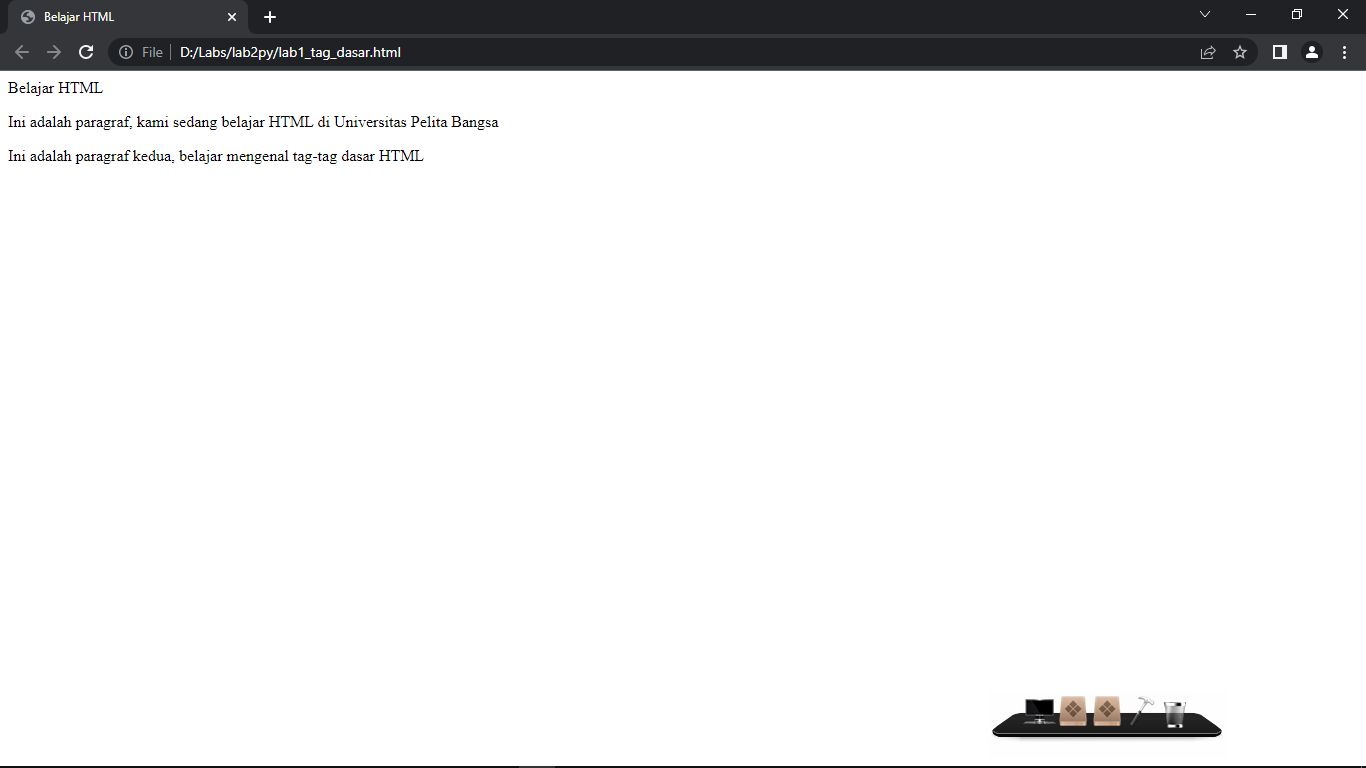 Belajar HTML
File D:/Labs/lab2py/lab1_tag_dasar.html
Belajar HTML
Ini adalah paragraf, kami sedang belajar HTML di Universitas Pelita Bangsa
Ini adalah paragraf kedua, belajar mengenal tag-tag dasar HTML